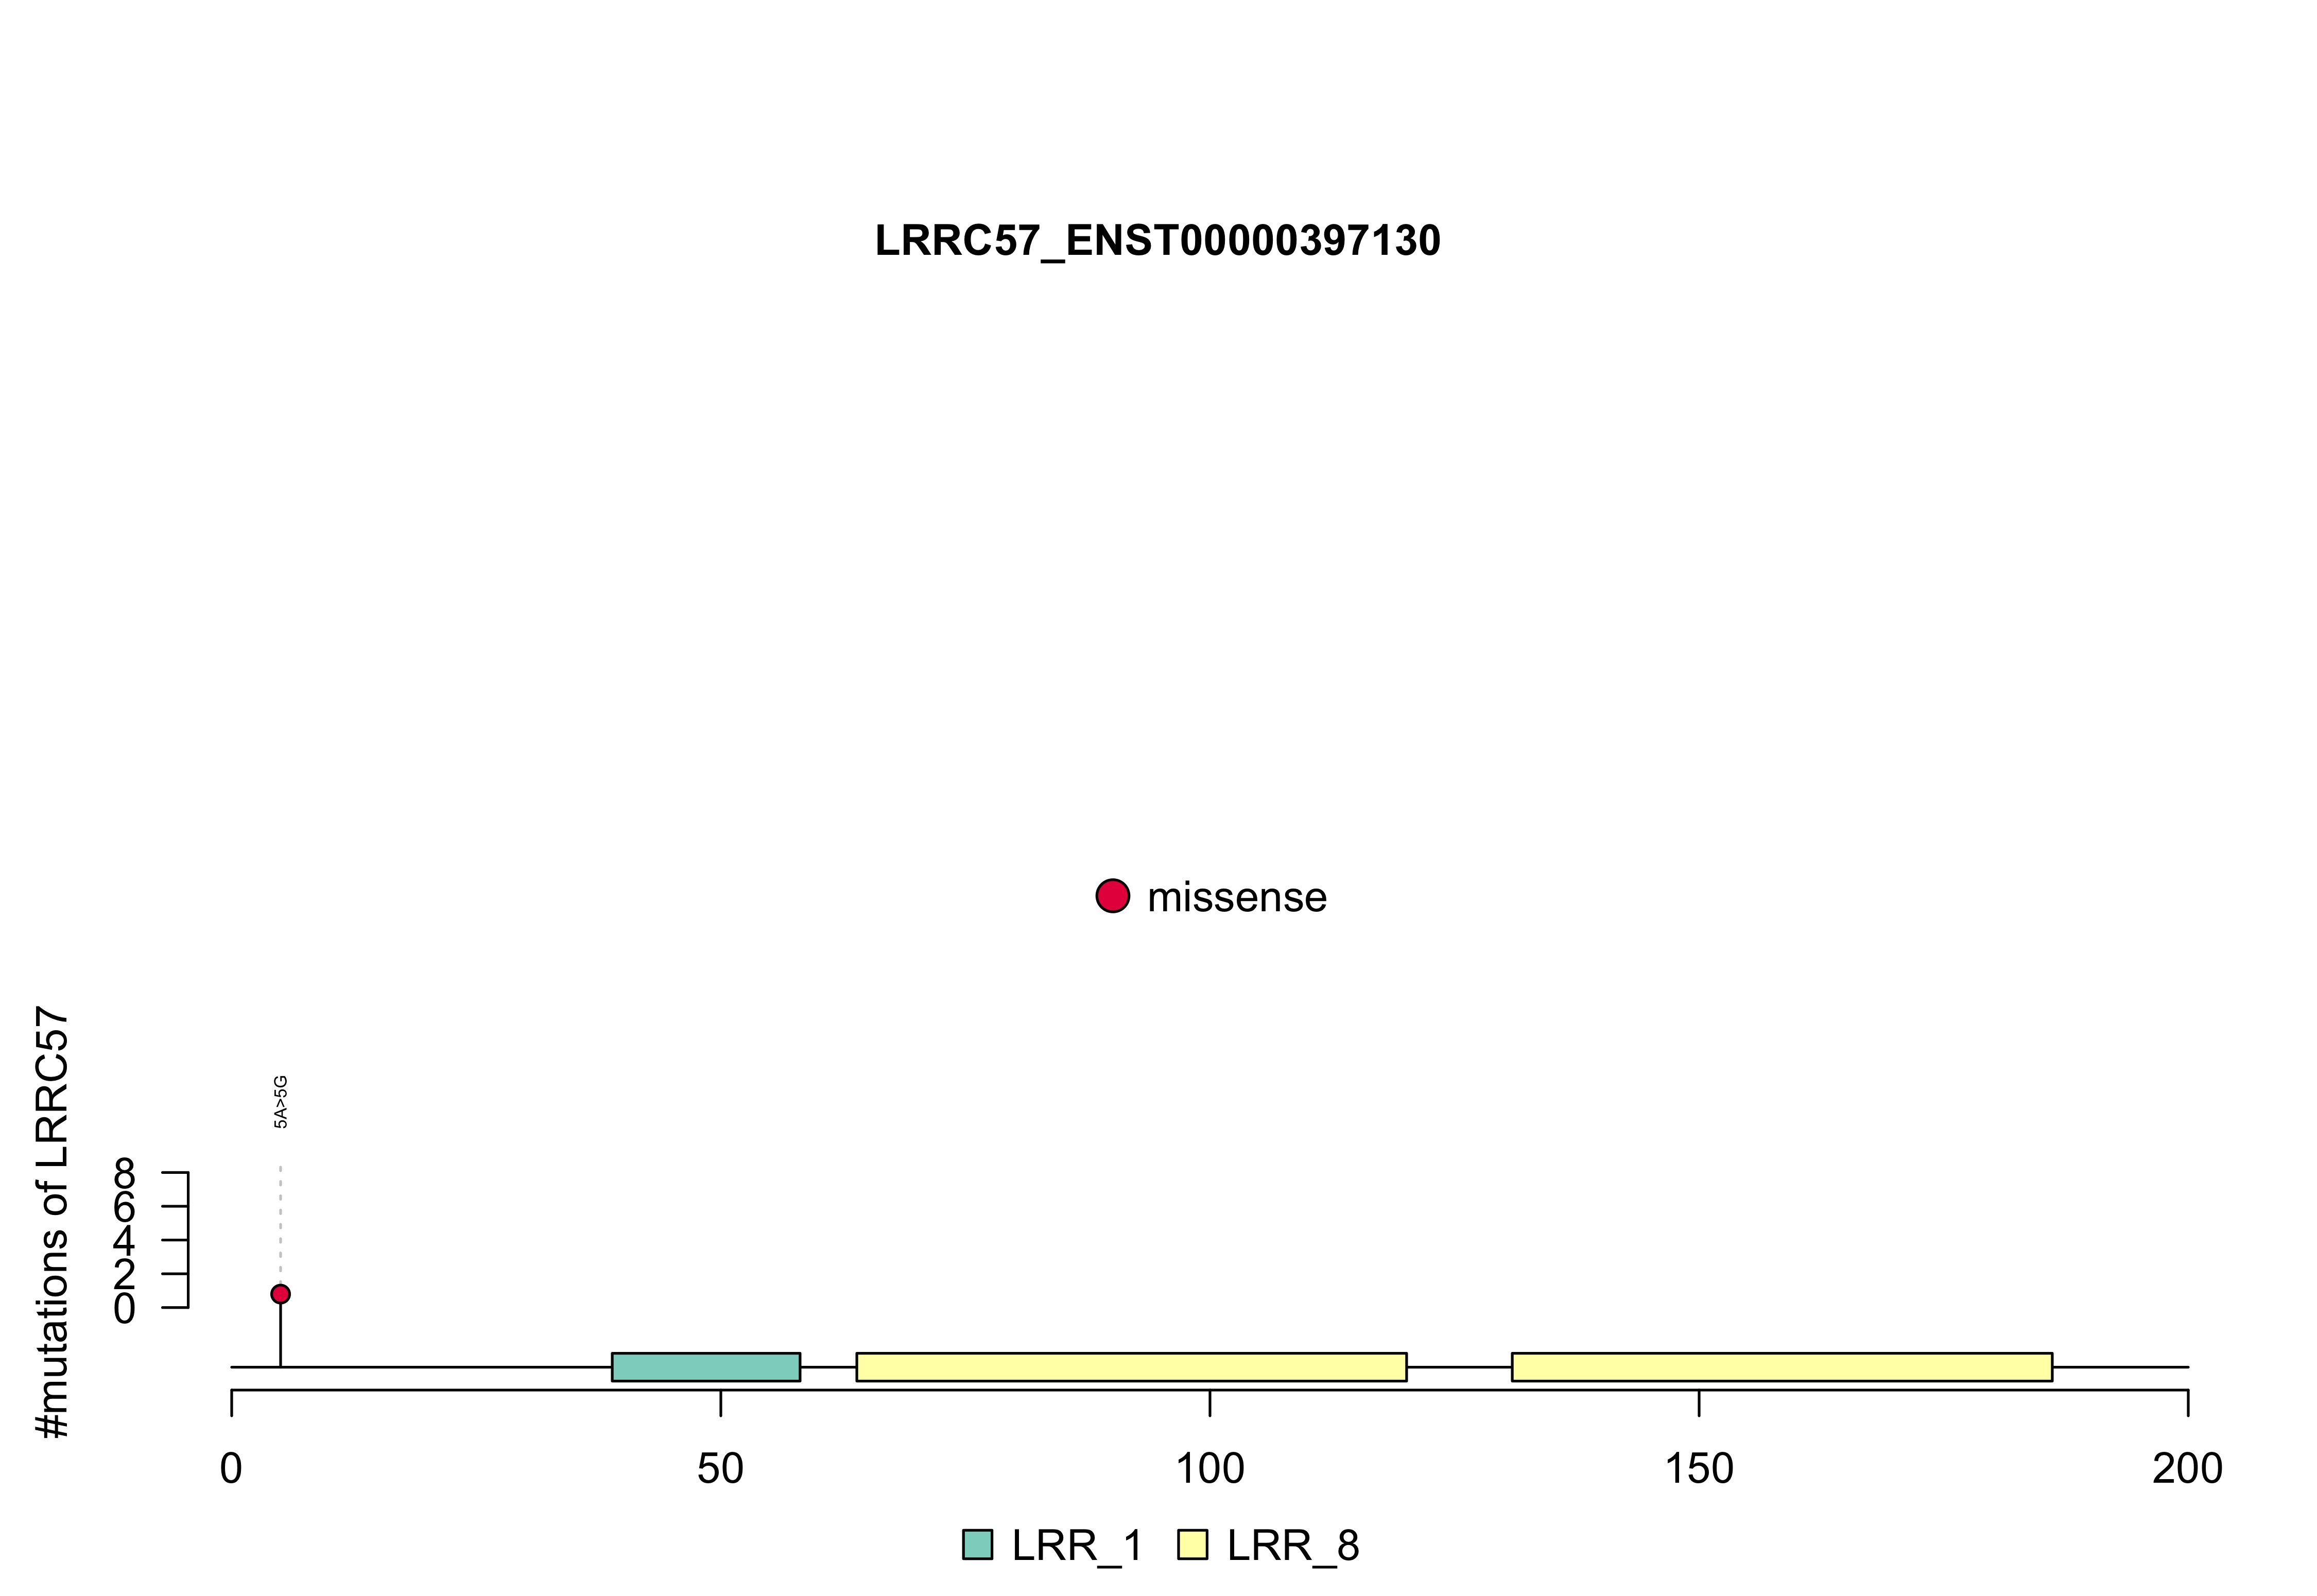 LRRC57_ENST00000397130
missense
#mutations of LRRC57
5A>5G
8
6
4
2
0
0 50 100 150 200
LRR_1 LRR_8